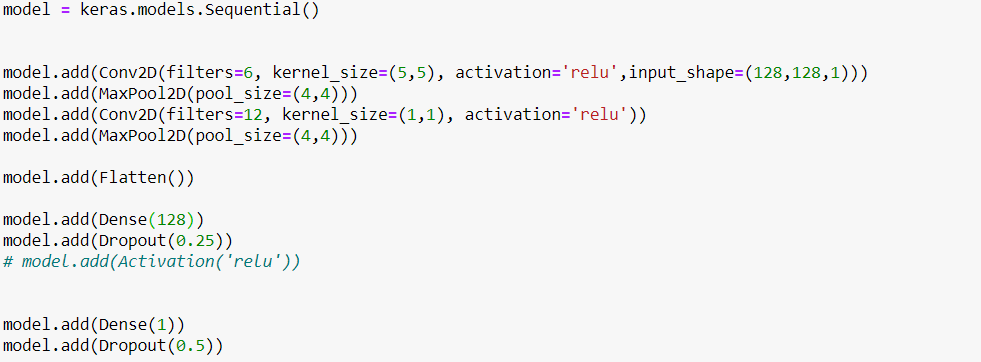 model = keras.models.Sequential()
model.add(Conv2D(filters=6, kernel_size=(5,5), activation='relu',input_shape=(128,128,1)))
model.add(MaxPool2D(pool_size=(4,4)))
model.add(Conv2D(filters=12, kernel_size=(1,1), activation='relu'))
model.add(MaxPool2D(pool_size=(4,4)))
model.add(Flatten())
model.add(Dense(128))
model.add(Dropout(0.25))
# model.add(Activation('relu'))
model.add(Dense(1))
model.add(Dropout(0.5))